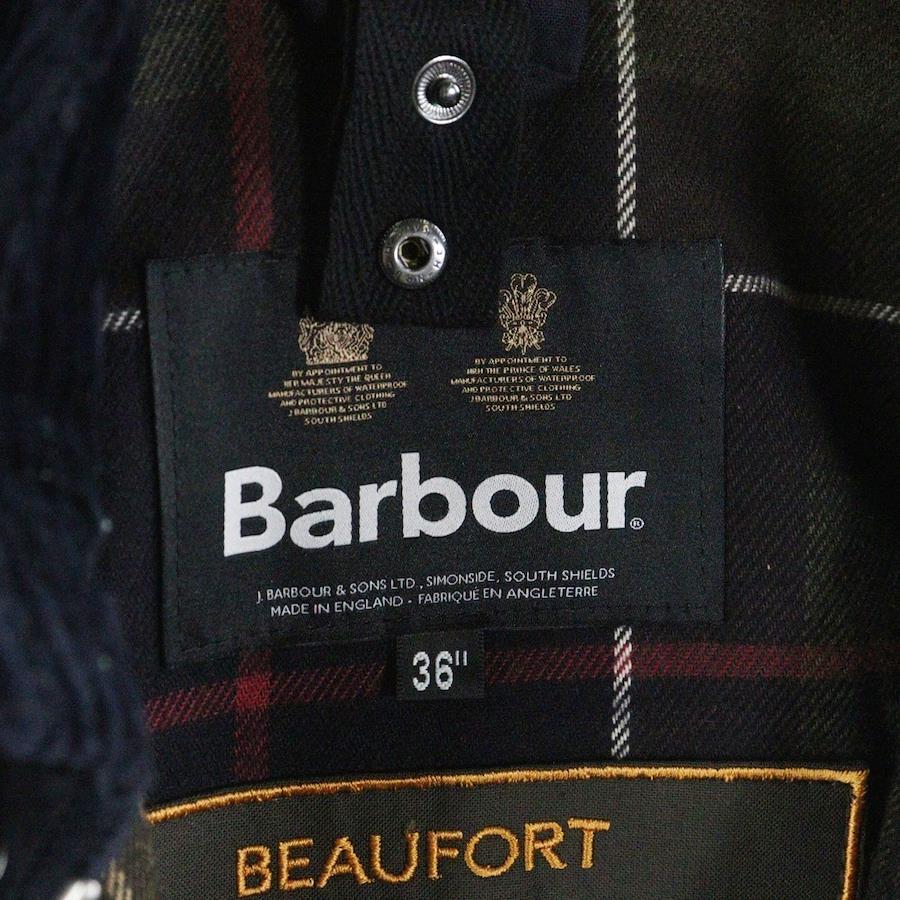 BY APPOINTMENT TO
HER MAJESTY THE QUEEN
MANUFACTURERS OF WATERPROOF
AND PROTECTIVE CLOTHING
J.BARBOUR & SONS LTD
SOUTH SHIELDS
BY APPOINTMENT TO
HRH THE PRINCE OF WALES
MANUFACTURERS OF WATERPROOF
AND PROTECTIVE CLOTHING
J.BARBOUR & SONS LTD
SOUTH SHIELDS
Barbour®
J. BARBOUR & SONS LTD., SIMONSIDE, SOUTH SHIELDS
MADE IN ENGLAND - FABRIQUÉ EN ANGLETERRE
36"
BEAUFORT